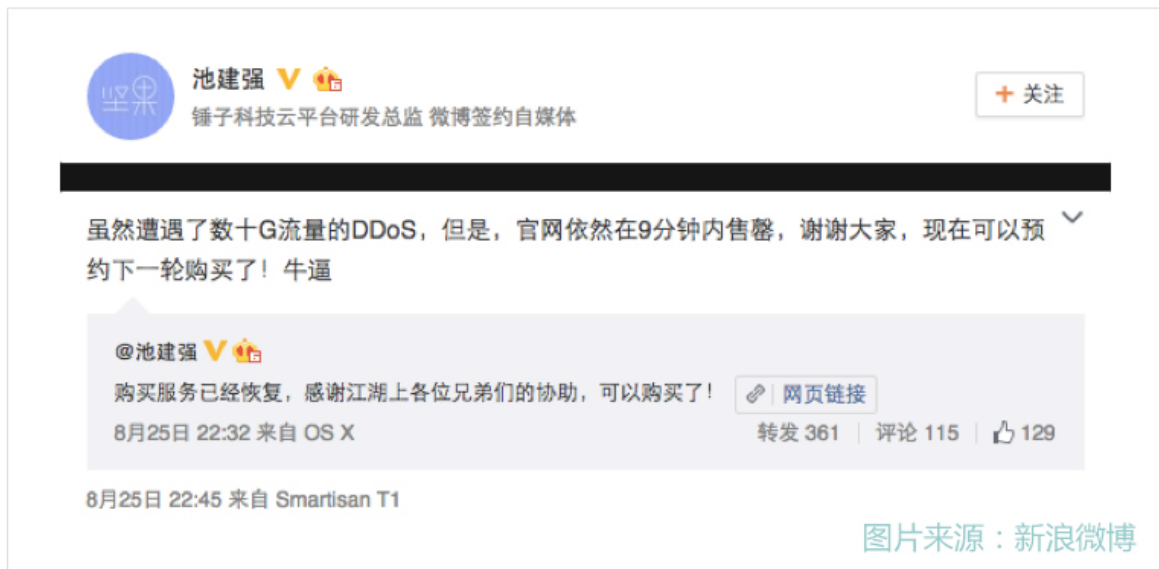 坚果
池建强
锤子科技云平台研发总监 微博签约自媒体
+ 关注
虽然遭遇了数十G流量的DDoS，但是，官网依然在9分钟内售罄，谢谢大家，现在可以预
约下一轮购买了！牛逼
@池建强
购买服务已经恢复，感谢江湖上各位兄弟们的协助，可以购买了！ 网页链接
8月25日 22:32 来自 OS X 转发 361 评论 115 129
8月25日 22:45 来自 Smartisan T1
图片来源：新浪微博